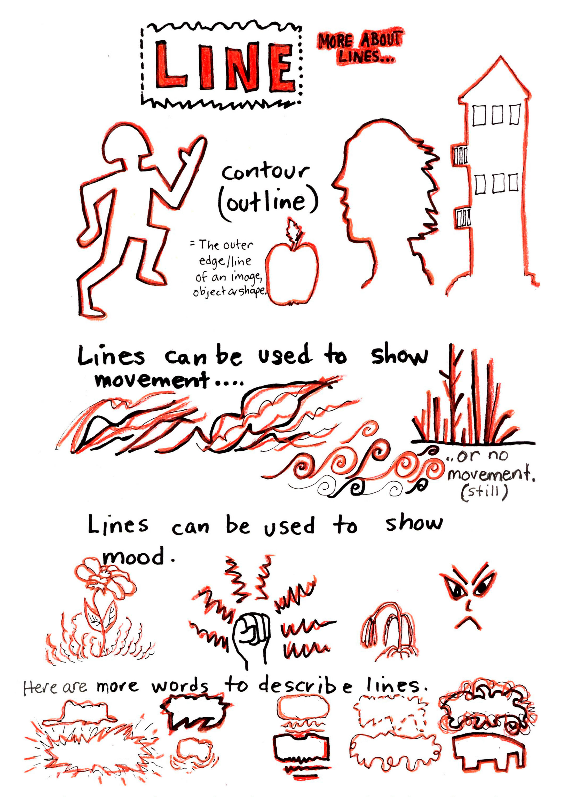 LINE
MORE ABOUT
LINES...
contour
(outline)
= The outer
edge/line
of an image,
object or shape.
Lines can be used to show
movement....
...or no
movement.
(still)
Lines can be used to show
mood.
Here are more words to describe lines.